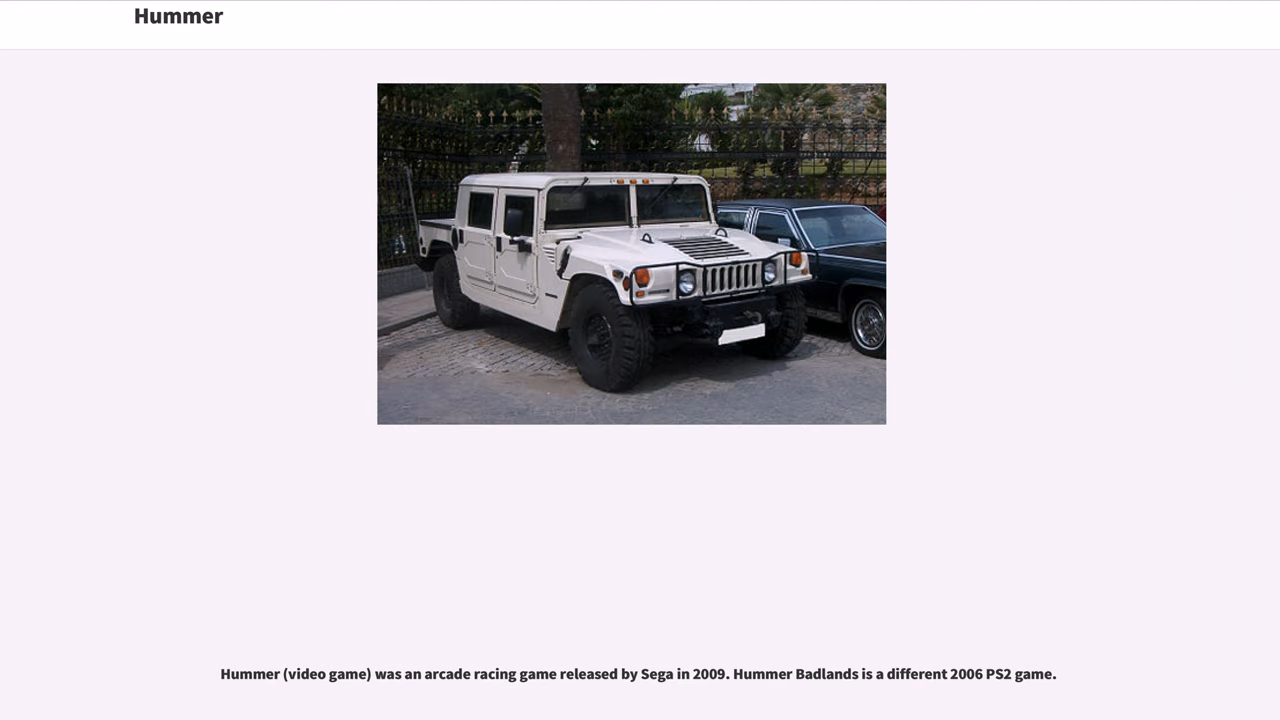 Hummer
Hummer (video game) was an arcade racing game released by Sega in 2009. Hummer Badlands is a different 2006 PS2 game.